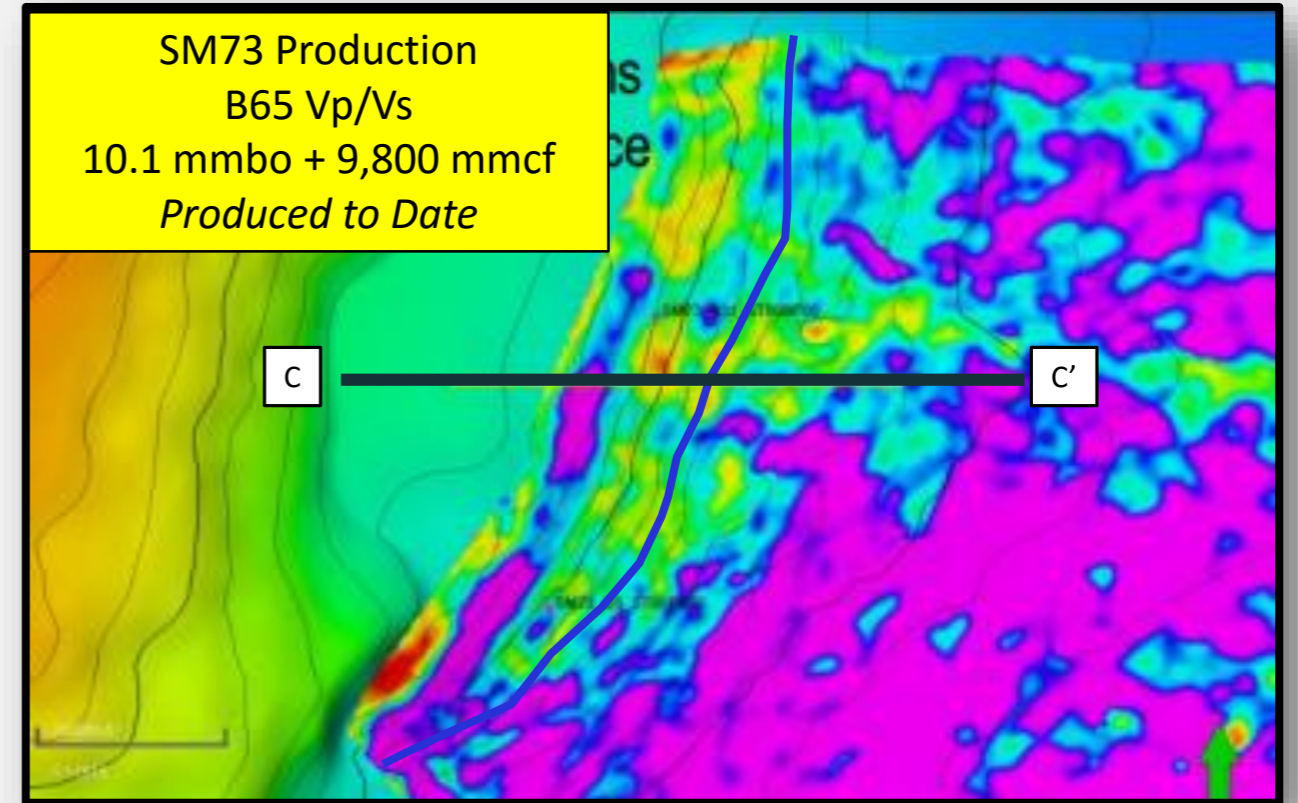 SM73 Production
B65 Vp/Vs
10.1 mmbo + 9,800 mmcf
Produced to Date
C
C’